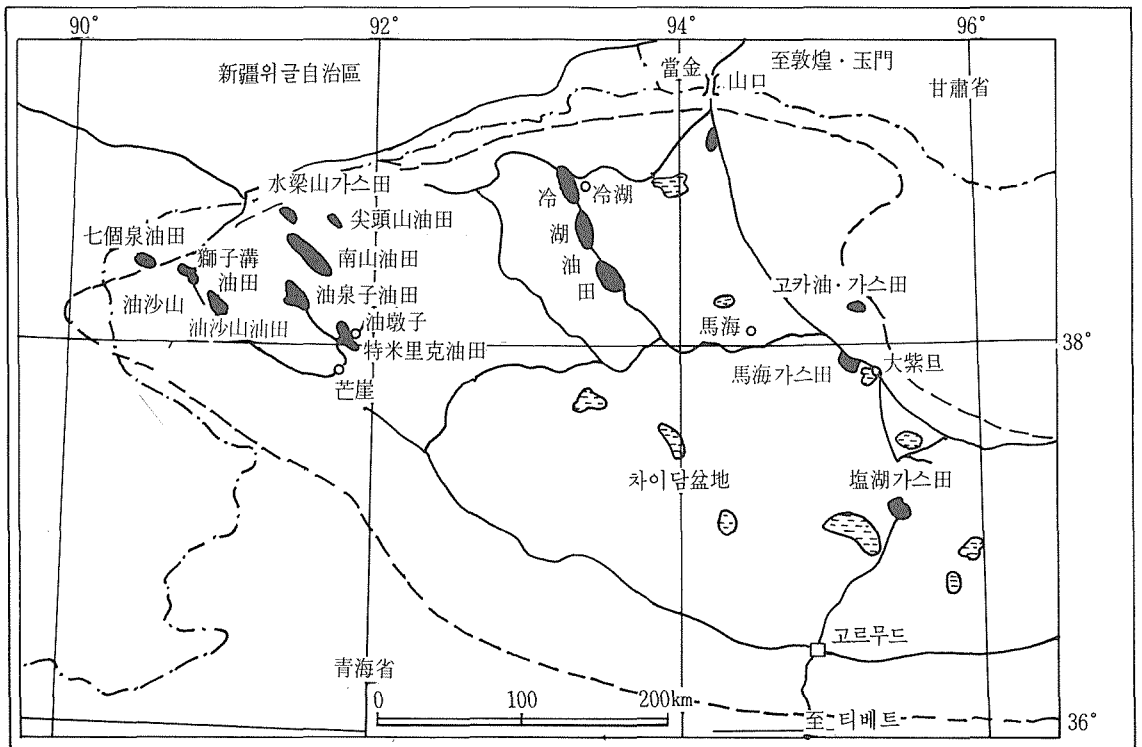 90°
92°
94°
96°
新疆위글自治區
當金
山口
至敦煌・玉門
甘肅省
水梁山가스田
尖頭山油田
七個泉油田
獅子溝
油田
南山油田
油泉子油田
油沙山
油沙山油田
油墩子
特米里克油田
芒崖
冷
湖
油
田
冷湖
고카油・가스田
馬海
38°
馬海가스田
大紫旦
차이담盆地
塩湖가스田
고르무드
青海省
0
100
200km
至 티베트
36°